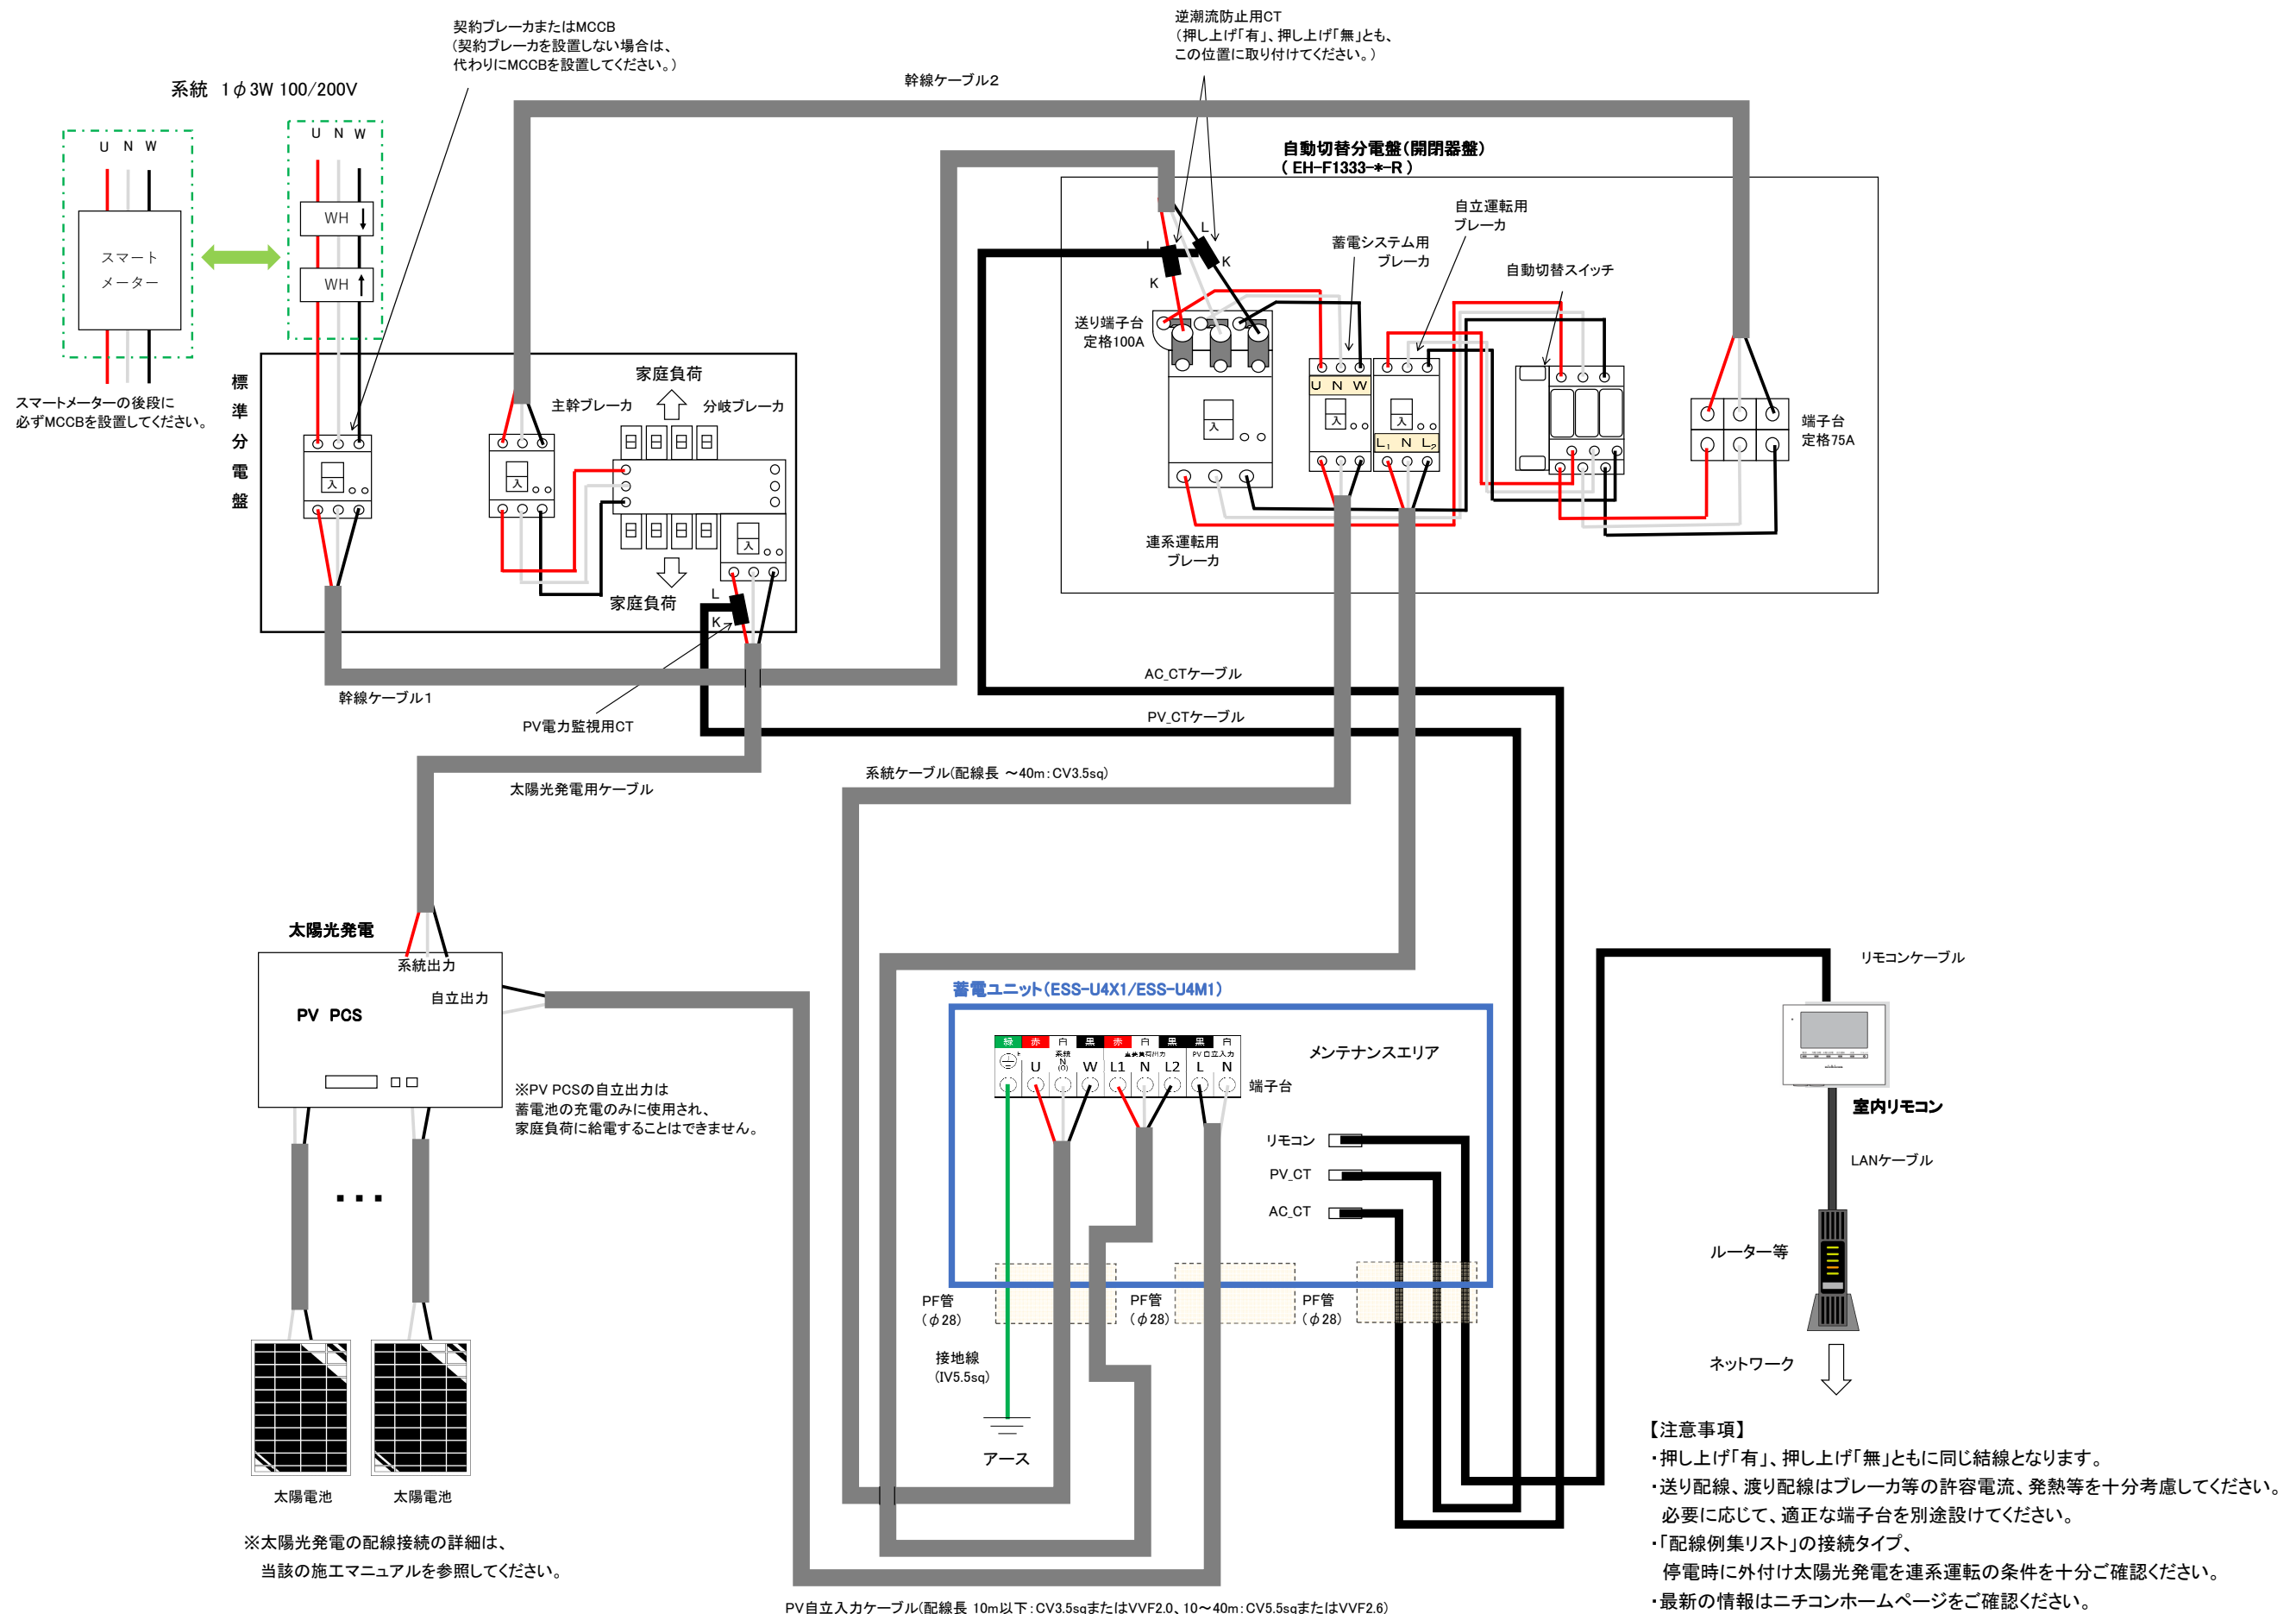 契約ブレーカまたはMCCB
（契約ブレーカを設置しない場合は、
代わりにMCCBを設置してください。）
逆潮流防止用CT
（押し上げ｢有｣、押し上げ｢無｣とも、
この位置に取り付けてください。）
系統 1φ3W 100/200V
幹線ケーブル2
U N W
U N W
スマート
メーター
WH
WH
スマートメーターの後段に
必ずMCCBを設置してください。
自動切替分電盤(開閉器盤)
( EH-F1333-*-R )
自立運転用
ブレーカ
蓄電システム用
ブレーカ
自動切替スイッチ
L
K
L
K
送り端子台
定格100A
U N W
入
入
入
L₁ N L₂
端子台
定格75A
連系運転用
ブレーカ
標準分電盤
家庭負荷
主幹ブレーカ
分岐ブレーカ
入
入
入
家庭負荷
L
K
幹線ケーブル1
PV電力監視用CT
AC_CTケーブル
PV_CTケーブル
系統ケーブル(配線長 ～40m：CV3.5sq)
太陽光発電用ケーブル
太陽光発電
系統出力
自立出力
PV PCS
※PV PCSの自立出力は
蓄電池の充電のみに使用され、
家庭負荷に給電することはできません。
太陽電池
太陽電池
※太陽光発電の配線接続の詳細は、
当該の施工マニュアルを参照してください。
蓄電ユニット(ESS-U4X1/ESS-U4M1)
緑 赤 白 黒 赤 白 黒 黒 白
系統
PV自立入力
U N(O) W L1 N L2 L N
メンテナンスエリア
端子台
リモコン
PV_CT
AC_CT
PF管
(φ28)
PF管
(φ28)
PF管
(φ28)
接地線
(IV5.5sq)
アース
リモコンケーブル
室内リモコン
LANケーブル
ルーター等
ネットワーク
【注意事項】
・押し上げ｢有｣、押し上げ｢無｣ともに同じ結線となります。
・送り配線、渡り配線はブレーカ等の許容電流、発熱等を十分考慮してください。
必要に応じて、適正な端子台を別途設けてください。
・｢配線例集リスト｣の接続タイプ、
停電時に外付け太陽光発電を連系運転の条件を十分ご確認ください。
・最新の情報はニチコンホームページをご確認ください。
PV自立入力ケーブル(配線長 10m以下：CV3.5sqまたはVVF2.0、10～40m：CV5.5sqまたはVVF2.6)